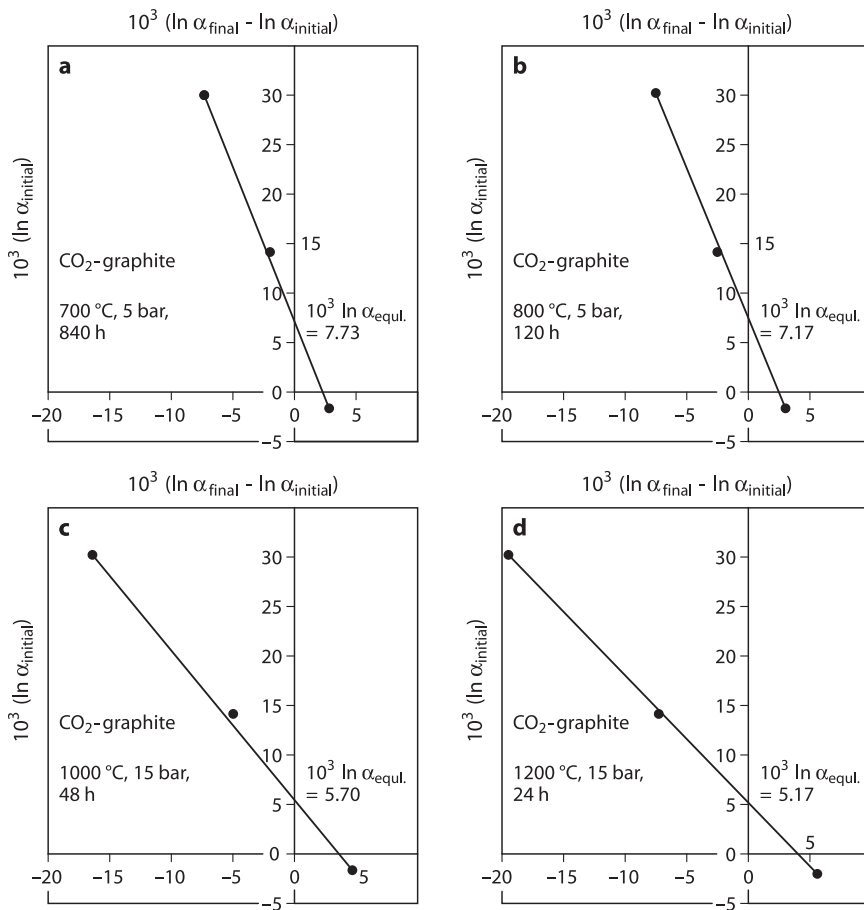 10³ (ln α_final - ln α_initial)
10³ (ln α_final - ln α_initial)
a
10³ (ln α_initial)
30
25
20
15
10
5
0
−5
CO₂-graphite
700 °C, 5 bar,
840 h
10³ ln α_equl.
= 7.73
−20
−15
−10
−5
0
5
b
10³ (ln α_initial)
30
25
20
15
10
5
0
−5
CO₂-graphite
800 °C, 5 bar,
120 h
10³ ln α_equl.
= 7.17
−20
−15
−10
−5
0
5
10³ (ln α_final - ln α_initial)
10³ (ln α_final - ln α_initial)
c
10³ (ln α_initial)
30
25
20
15
10
5
0
−5
CO₂-graphite
1000 °C, 15 bar,
48 h
10³ ln α_equl.
= 5.70
−20
−15
−10
−5
0
5
d
10³ (ln α_initial)
30
25
20
15
10
5
0
−5
CO₂-graphite
1200 °C, 15 bar,
24 h
10³ ln α_equl.
= 5.17
−20
−15
−10
−5
0
5